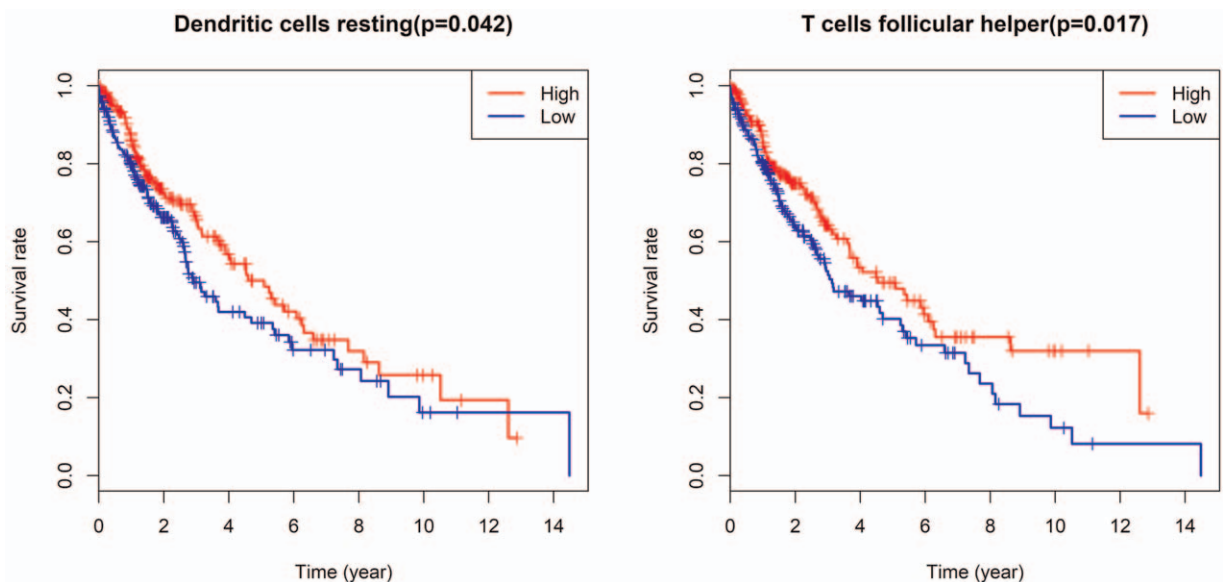 Dendritic cells resting(p=0.042)
High
Low
Survival rate
1.0
0.8
0.6
0.4
0.2
0.0
0 2 4 6 8 10 12 14
Time (year)
T cells follicular helper(p=0.017)
High
Low
Survival rate
1.0
0.8
0.6
0.4
0.2
0.0
0 2 4 6 8 10 12 14
Time (year)